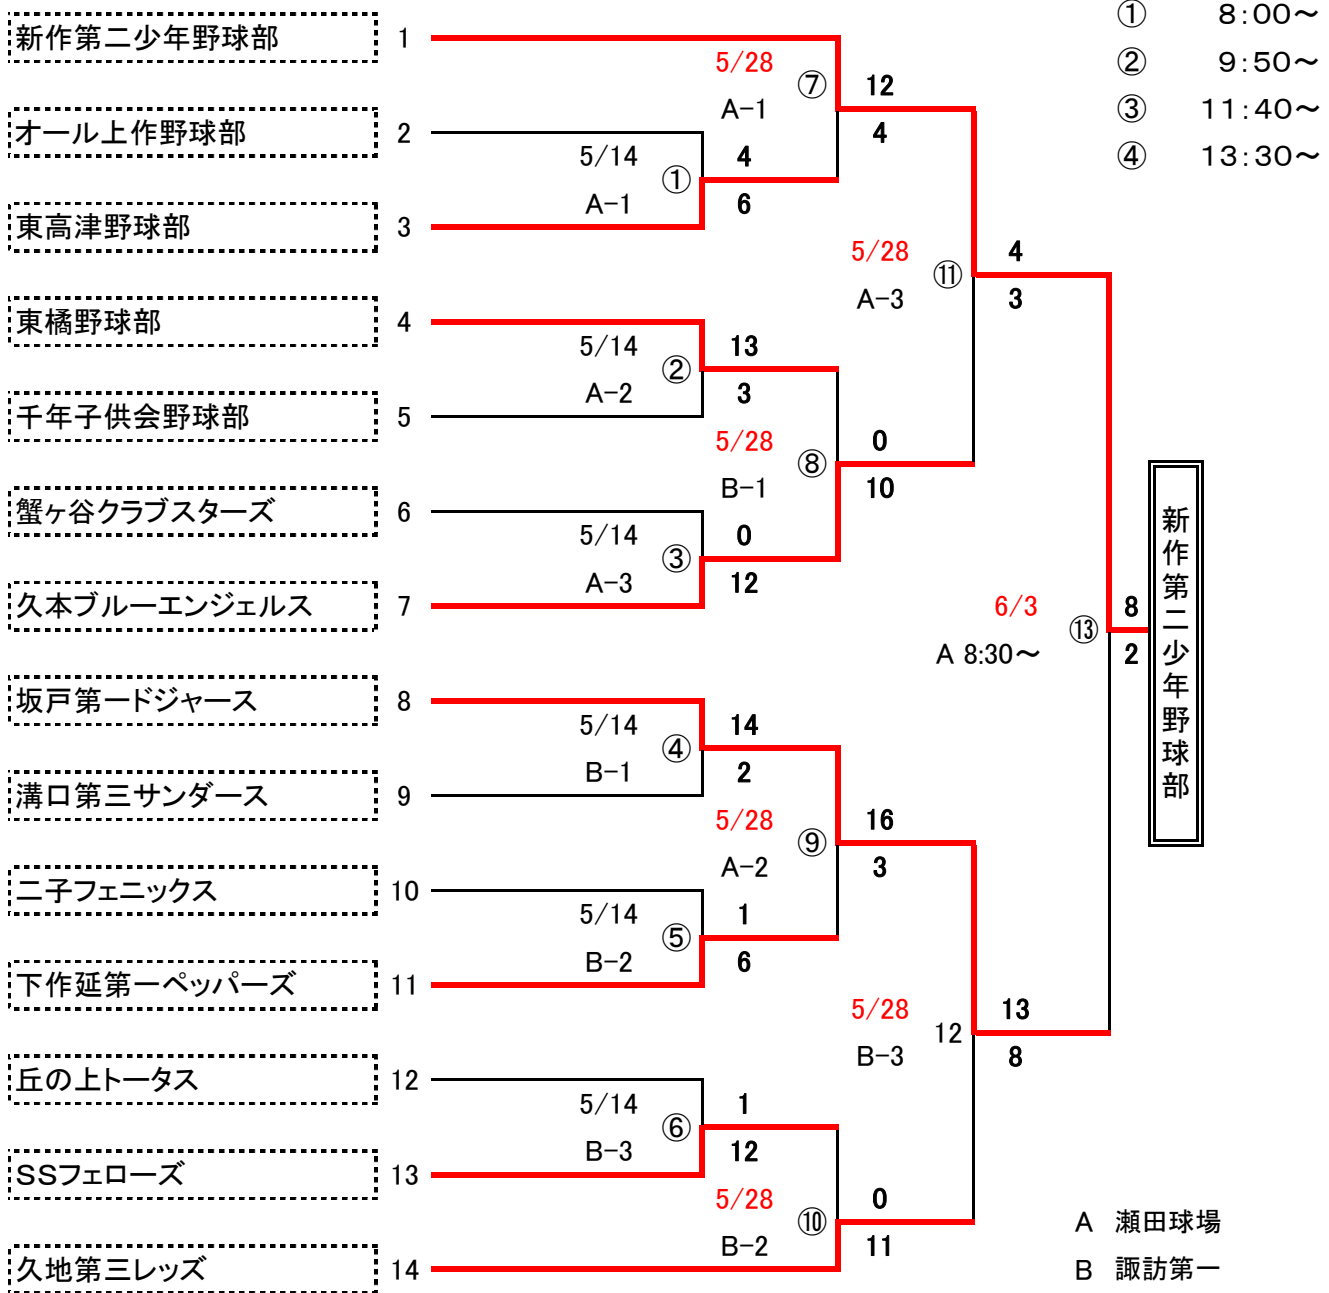 ① 8:00～
新作第二少年野球部 1
5/28 ⑦ 12
② 9:50～
A-1
③ 11:40～
オール上作野球部 2
4
5/14 ① 4
④ 13:30～
A-1 6
東高津野球部 3
5/28 ⑪ 4
A-3 3
東橘野球部 4
5/14 ② 13
A-2 3
千年子供会野球部 5
5/28 ⑧ 0
B-1 10
蟹ヶ谷クラブスターズ 6
5/14 ③ 0
A-3 12
久本ブルーエンジェルス 7
6/3 ⑬ 8
A 8:30～ 2
新作第二少年野球部
坂戸第一ドジャース 8
5/14 ④ 14
B-1 2
溝口第三サンダース 9
5/28 ⑨ 16
A-2 3
二子フェニックス 10
5/14 ⑤ 1
B-2 6
下作延第一ペッパーズ 11
5/28 12 13
B-3 8
丘の上トータス 12
5/14 ⑥ 1
B-3 12
SSフェローズ 13
5/28 ⑩ 0
B-2 11
A 瀬田球場
久地第三レッズ 14
B 諏訪第一